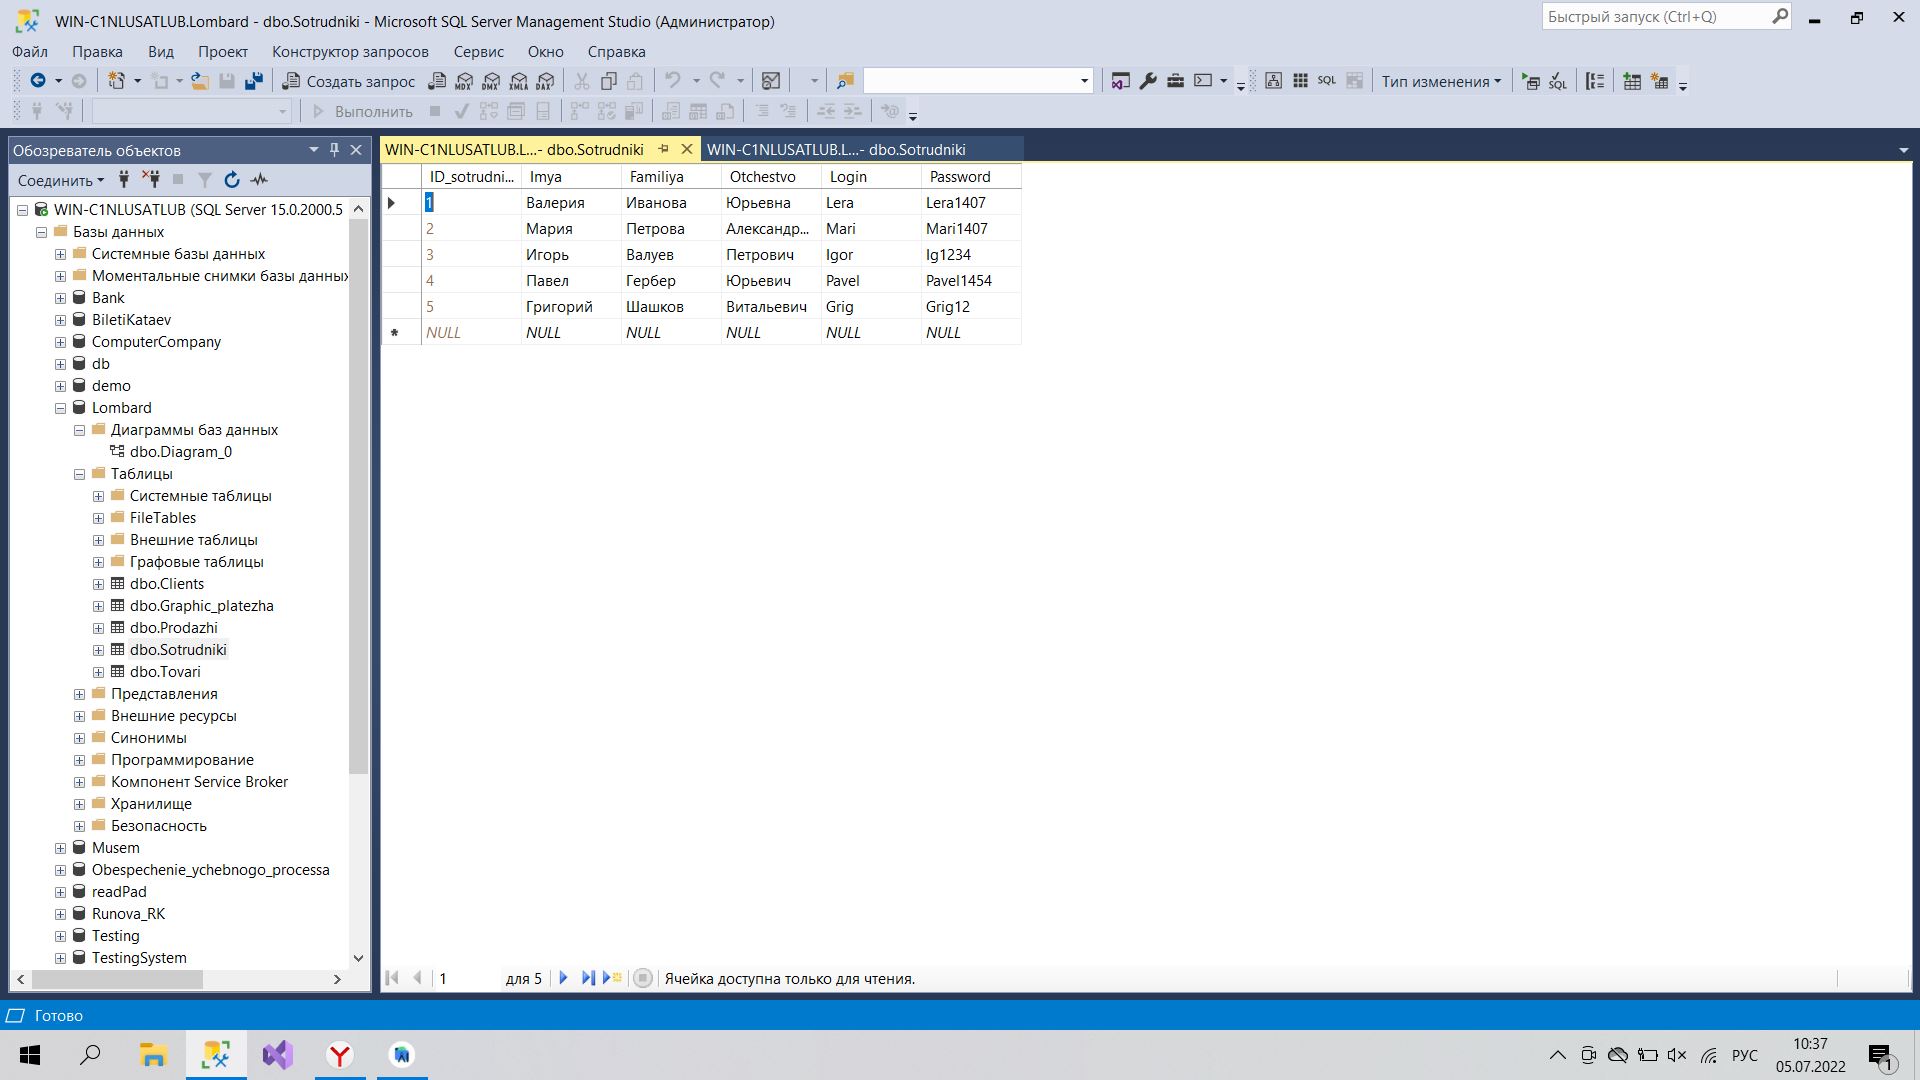 WIN-C1NLUSATLUB.Lombard - dbo.Sotrudniki - Microsoft SQL Server Management Studio (Администратор)
Быстрый запуск (Ctrl+Q)
Файл Правка Вид Проект Конструктор запросов Сервис Окно Справка
Создать запрос MDX DMX XMLA DAX SQL Тип изменения
Выполнить
Обозреватель объектов
Соединить
WIN-C1NLUSATLUB (SQL Server 15.0.2000.5
Базы данных
Системные базы данных
Моментальные снимки базы данных
Bank
BiletiKataev
ComputerCompany
db
demo
Lombard
Диаграммы баз данных
dbo.Diagram_0
Таблицы
Системные таблицы
FileTables
Внешние таблицы
Графовые таблицы
dbo.Clients
dbo.Graphic_platezha
dbo.Prodazhi
dbo.Sotrudniki
dbo.Tovari
Представления
Внешние ресурсы
Синонимы
Программирование
Компонент Service Broker
Хранилище
Безопасность
Musem
Obespechenie_ychebnogo_processa
readPad
Runova_RK
Testing
TestingSystem
WIN-C1NLUSATLUB.L...- dbo.Sotrudniki WIN-C1NLUSATLUB.L...- dbo.Sotrudniki
ID_sotrudni... Imya Familiya Otchestvo Login Password
1 Валерия Иванова Юрьевна Lera Lera1407
2 Мария Петрова Александр... Mari Mari1407
3 Игорь Валуев Петрович Igor Ig1234
4 Павел Гербер Юрьевич Pavel Pavel1454
5 Григорий Шашков Витальевич Grig Grig12
NULL NULL NULL NULL NULL NULL
1 для 5 Ячейка доступна только для чтения.
Готово
РУС 10:37
05.07.2022
1